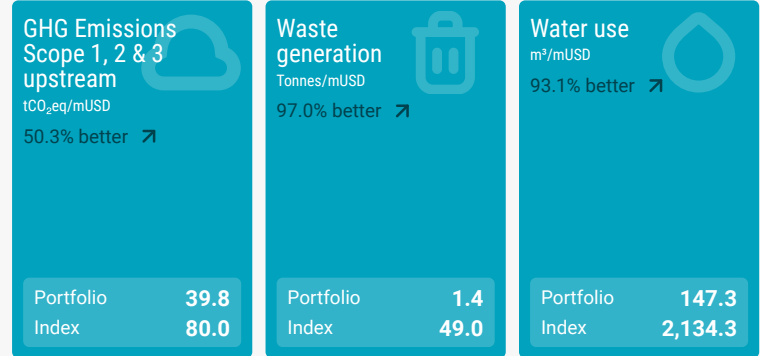 GHG Emissions
Scope 1, 2 & 3
upstream
tCO₂eq/mUSD
50.3% better
Portfolio 39.8
Index 80.0
Waste
generation
Tonnes/mUSD
97.0% better
Portfolio 1.4
Index 49.0
Water use
m³/mUSD
93.1% better
Portfolio 147.3
Index 2,134.3